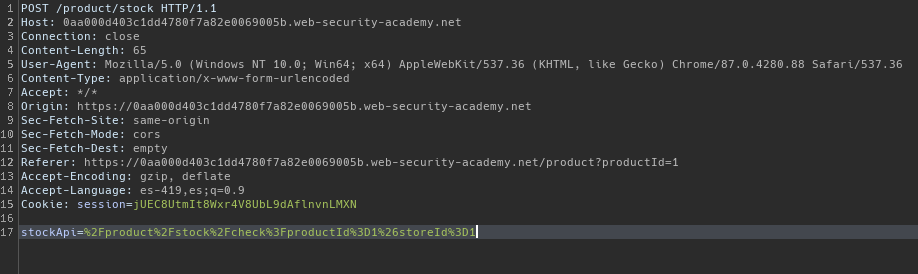 1 POST /product/stock HTTP/1.1
2 Host: 0aa000d403c1dd4780f7a82e0069005b.web-security-academy.net
3 Connection: close
4 Content-Length: 65
5 User-Agent: Mozilla/5.0 (Windows NT 10.0; Win64; x64) AppleWebKit/537.36 (KHTML, like Gecko) Chrome/87.0.4280.88 Safari/537.36
6 Content-Type: application/x-www-form-urlencoded
7 Accept: */*
8 Origin: https://0aa000d403c1dd4780f7a82e0069005b.web-security-academy.net
9 Sec-Fetch-Site: same-origin
10 Sec-Fetch-Mode: cors
11 Sec-Fetch-Dest: empty
12 Referer: https://0aa000d403c1dd4780f7a82e0069005b.web-security-academy.net/product?productId=1
13 Accept-Encoding: gzip, deflate
14 Accept-Language: es-419,es;q=0.9
15 Cookie: session=jUEC8UtmIt8Wxr4V8UbL9dAflnvnLMXN
16
17 stockApi=%2Fproduct%2Fstock%2Fcheck%3FproductId%3D1%26storeId%3D1